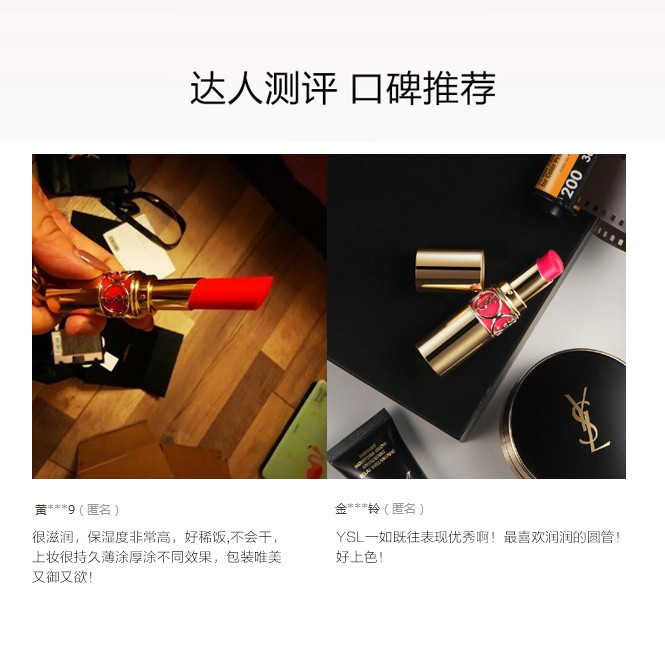 达人测评 口碑推荐
200
YSL
黄***9（匿名）
金***铃（匿名）
很滋润，保湿度非常高，好稀饭,不会干，
上妆很持久薄涂厚涂不同效果，包装唯美
又御又欲！
YSL一如既往表现优秀啊！最喜欢润润的圆管！
好上色！